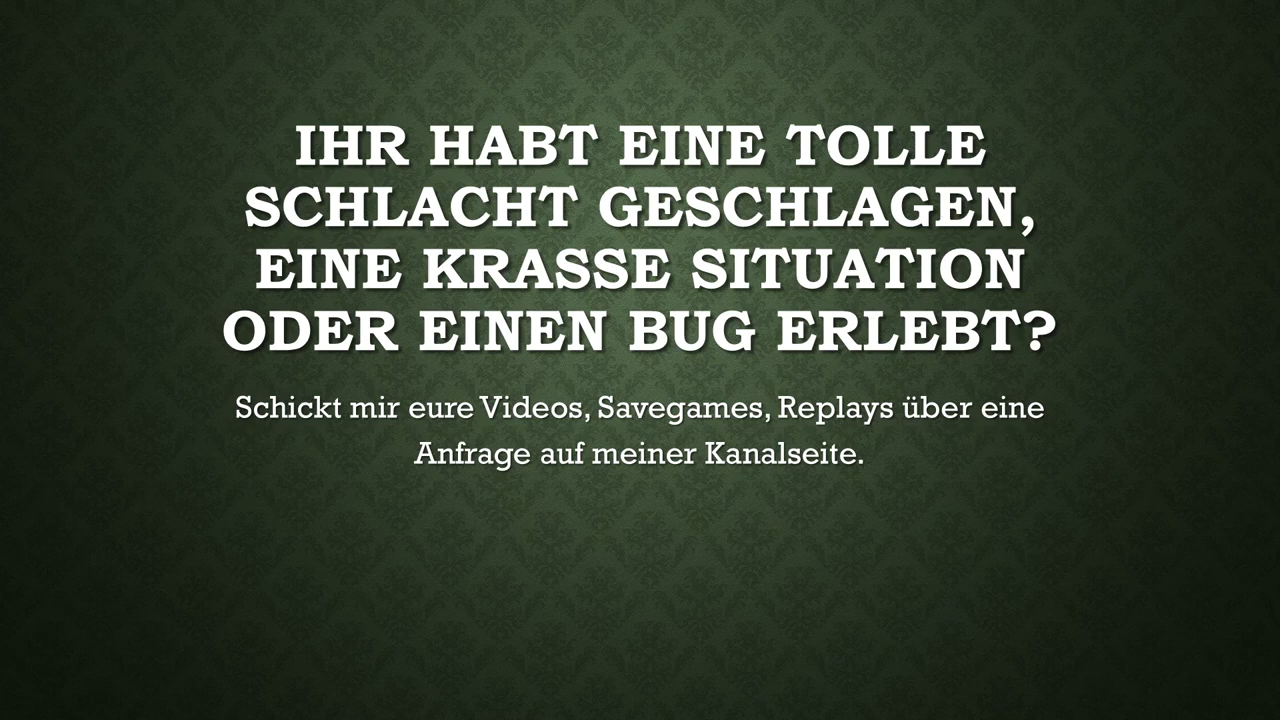 IHR HABT EINE TOLLE
SCHLACHT GESCHLAGEN,
EINE KRASSE SITUATION
ODER EINEN BUG ERLEBT?
Schickt mir eure Videos, Savegames, Replays über eine
Anfrage auf meiner Kanalseite.